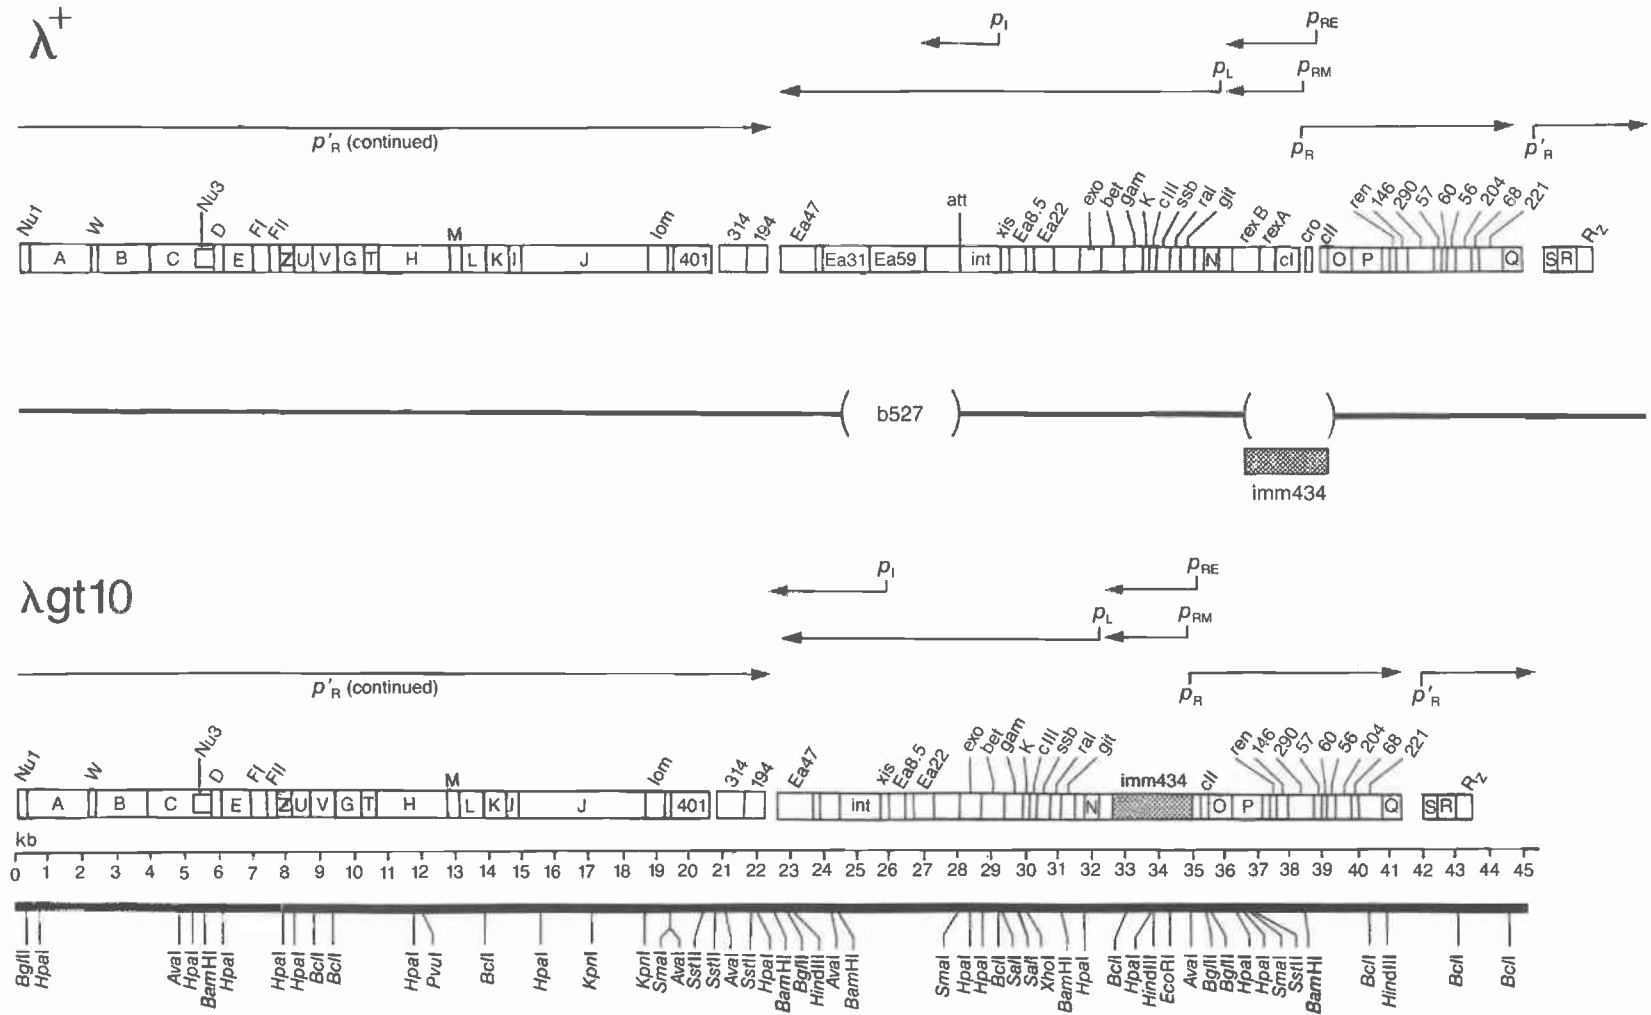 λ+
pI
pRE
pL
pRM
p'R (continued)
pR
p'R
Nu1 W Nu3 D FI FII M lom 314 194 Ea47 att xis Ea8.5 Ea22 exo bet gam K cIII ssb ral git rexB rexA cro cII ren 146 290 57 60 56 204 68 221 Rz
A B C E Z U V G T H L K I J 401 Ea31 Ea59 int N cI O P Q S R
b527
imm434
λgt10
pI
pRE
pL
pRM
p'R (continued)
pR
p'R
Nu1 W Nu3 D FI FII M lom 314 194 Ea47 xis Ea8.5 Ea22 exo bet gam K cIII ssb ral git imm434 cII ren 146 290 57 60 56 204 68 221 Rz
A B C E Z U V G T H L K I J 401 int N O P Q S R
kb
0 1 2 3 4 5 6 7 8 9 10 11 12 13 14 15 16 17 18 19 20 21 22 23 24 25 26 27 28 29 30 31 32 33 34 35 36 37 38 39 40 41 42 43 44 45
BglII HpaI AvaI HpaI BamHI HpaI HpaI HpaI BclI BclI HpaI PvuI BclI HpaI KpnI KpnI SmaI AvaI SstII SstII AvaI SstII HpaI BamHI BglII HindIII AvaI BamHI SmaI HpaI HpaI BclI SalI SalI XhoI BamHI HpaI BclI HpaI HindIII EcoRI AvaI BglII BglII HpaI HpaI SmaI SstII BamHI BclI HindIII BclI BclI